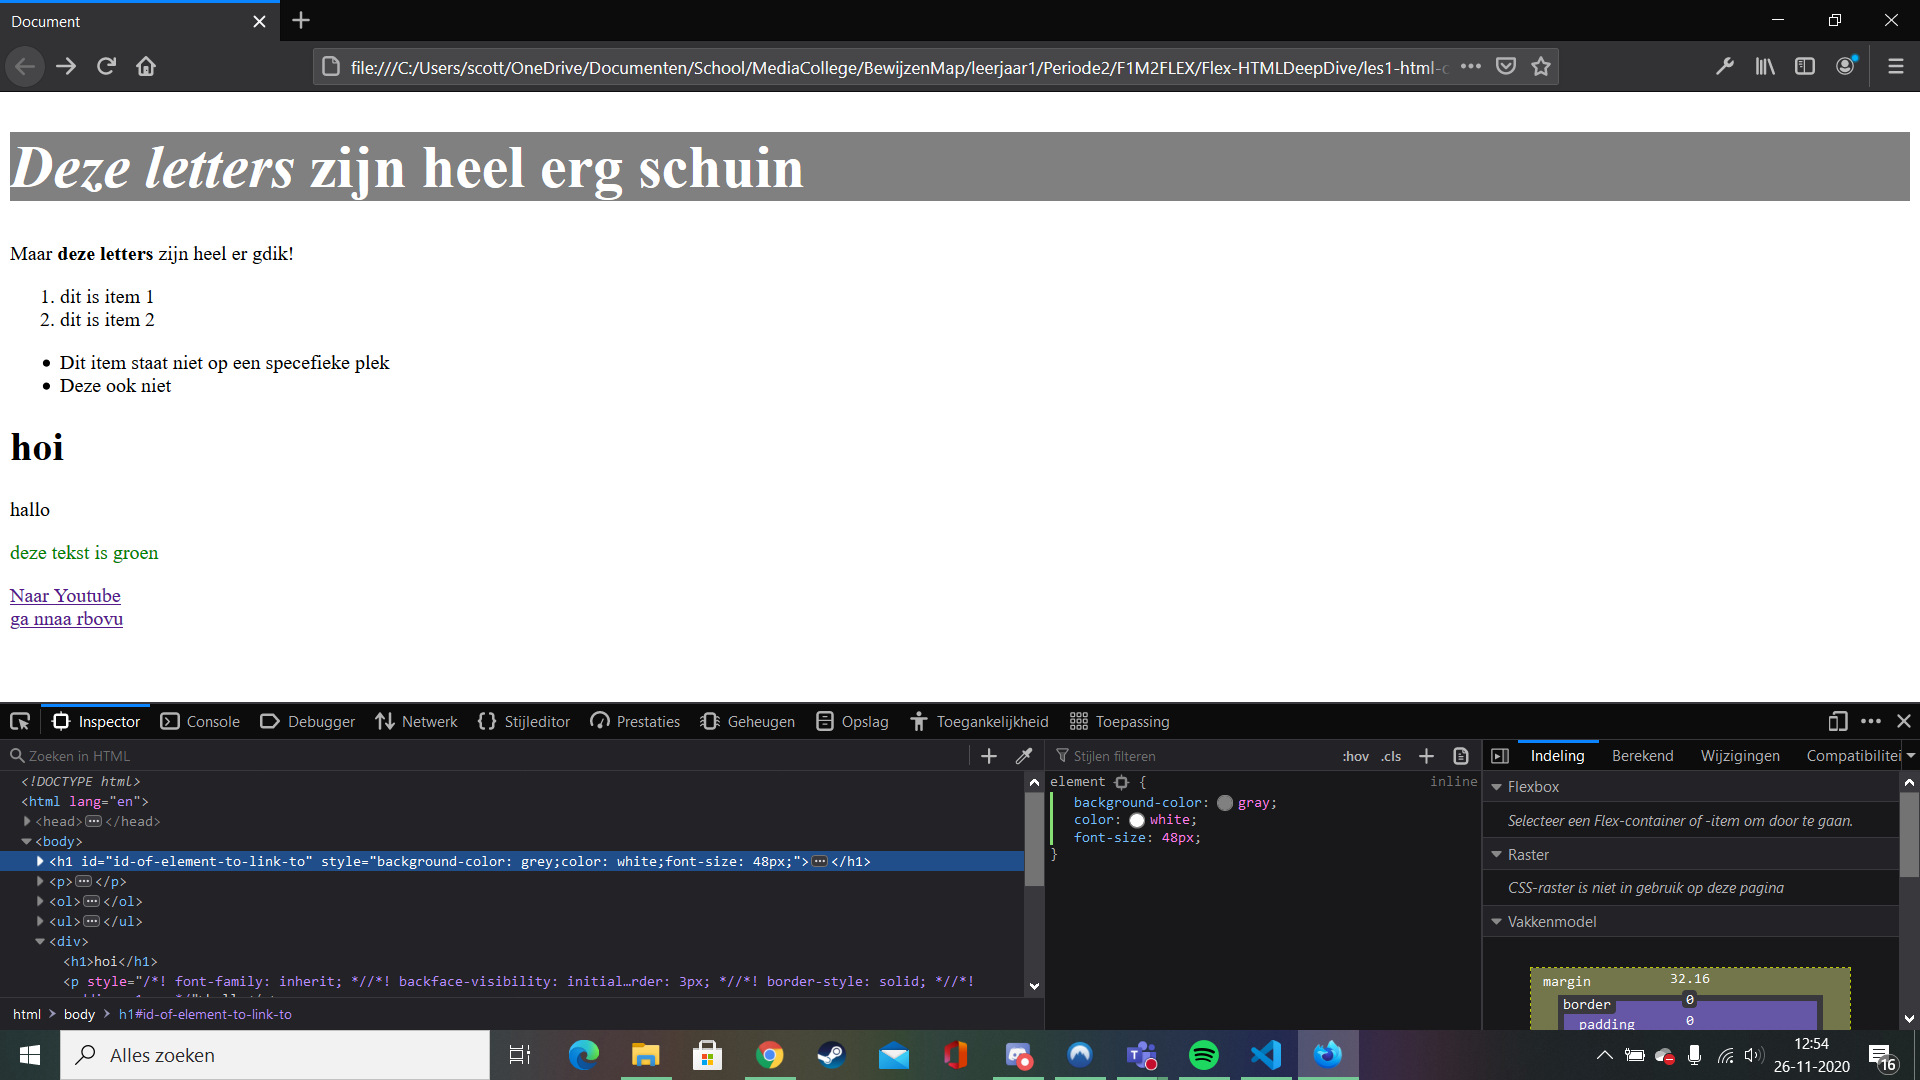 Document
file:///C:/Users/scott/OneDrive/Documenten/School/MediaCollege/BewijzenMap/leerjaar1/Periode2/F1M2FLEX/Flex-HTMLDeepDive/les1-html-c
Deze letters zijn heel erg schuin
Maar deze letters zijn heel er gdik!
1. dit is item 1
2. dit is item 2
• Dit item staat niet op een specefieke plek
• Deze ook niet
hoi
hallo
deze tekst is groen
Naar Youtube
ga nnaa rbovu
Inspector Console Debugger Netwerk Stijleditor Prestaties Geheugen Opslag Toegankelijkheid Toepassing
Zoeken in HTML
<!DOCTYPE html>
<html lang="en">
<head>…</head>
<body>
<h1 id="id-of-element-to-link-to" style="background-color: grey;color: white;font-size: 48px;">…</h1>
<p>…</p>
<ol>…</ol>
<ul>…</ul>
<div>
<h1>hoi</h1>
<p style="/*! font-family: inherit; *//*! backface-visibility: initial…rder: 3px; *//*! border-style: solid; *//*!
html > body > h1#id-of-element-to-link-to
Stijlen filteren :hov .cls
element { inline
background-color: gray;
color: white;
font-size: 48px;
}
Indeling Berekend Wijzigingen Compatibilitei
Flexbox
Selecteer een Flex-container of -item om door te gaan.
Raster
CSS-raster is niet in gebruik op deze pagina
Vakkenmodel
margin 32.16
border 0
padding 0
Alles zoeken
12:54
26-11-2020
16